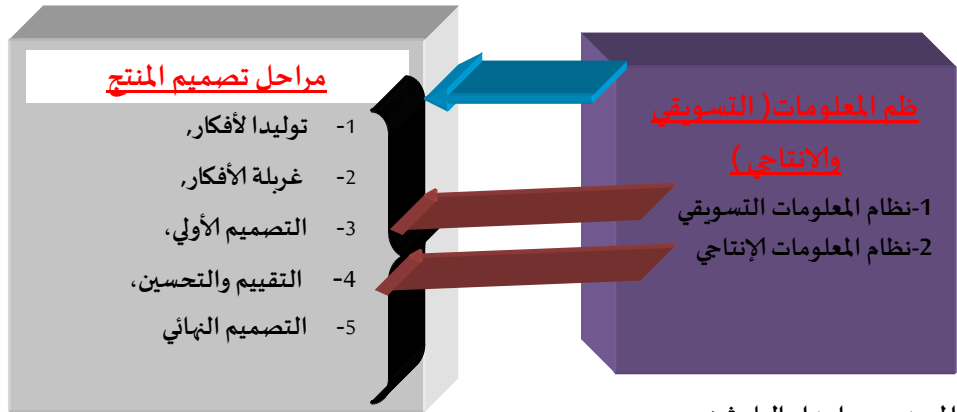 ظم المعلومات( التسويقي
والإنتاجي )
1-نظام المعلومات التسويقي
2-نظام المعلومات الإنتاجي
مراحل تصميم المنتج
1- توليدا لأفكار,
2- غربلة الأفكار,
3- التصميم الأولي،
4- التقييم والتحسين،
5- التصميم النهائي